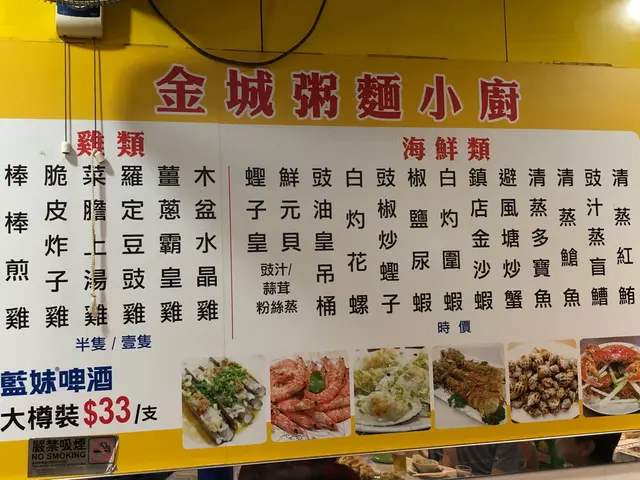 金城粥麵小廚
雞類
海鮮類
木盆水晶雞
薑蔥霸皇雞
羅定豆豉雞
菜膽上湯雞
脆皮炸子雞
棒棒煎雞
半隻 / 壹隻
清蒸紅鮪
豉汁蒸盲鰽
清蒸鯧魚
清蒸多寶魚
避風塘炒蟹
鎮店金沙蝦
白灼圍蝦
椒鹽尿蝦
豉椒炒蟶子
白灼花螺
豉油皇吊桶
鮮元貝
蟶子皇
豉汁/
蒜茸
粉絲蒸
時價
藍妹啤酒
大樽裝$33/支
嚴禁吸煙
NO SMOKING